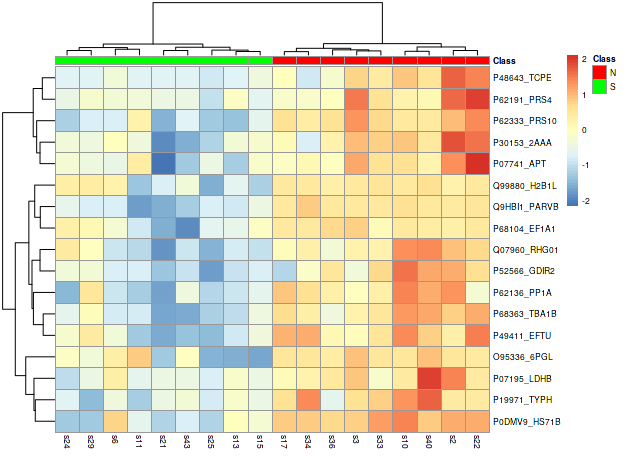 Class
P48643_TCPE
P62191_PRS4
P62333_PRS10
P30153_2AAA
P07741_APT
Q99880_H2B1L
Q9HBI1_PARVB
P68104_EF1A1
Q07960_RHG01
P52566_GDIR2
P62136_PP1A
P68363_TBA1B
P49411_EFTU
O95336_6PGL
P07195_LDHB
P19971_TYPH
P0DMV9_HS71B
s24 s29 s6 s11 s21 s43 s25 s13 s15 s17 s34 s36 s3 s33 s10 s40 s2 s22
2
1
0
-1
-2
Class
N
S